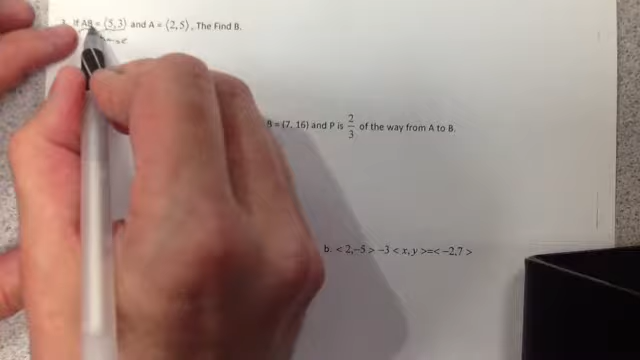 If AB = ⟨5,3⟩ and A = (2,5), The Find B.
B = (7, 16) and P is 2/3 of the way from A to B.
b. < 2,−5 > −3 < x, y >=< −2,7 >